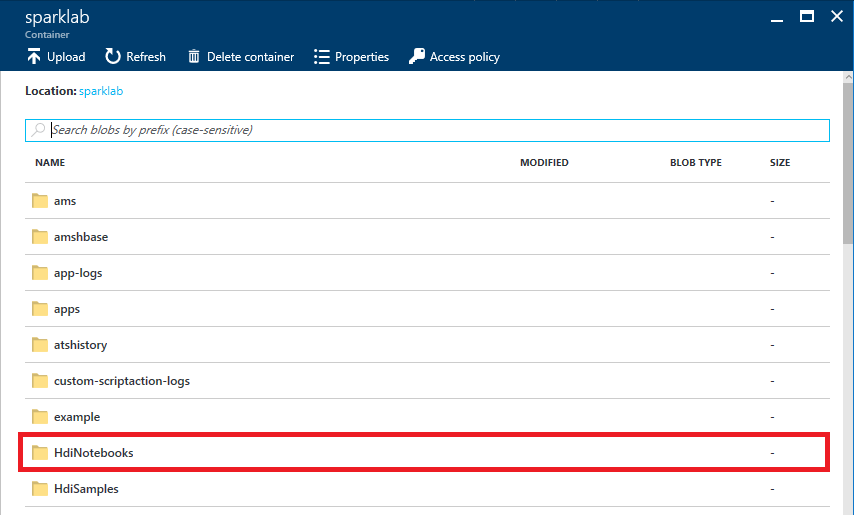 sparklab
Container
Upload Refresh Delete container Properties Access policy
Location: sparklab
Search blobs by prefix (case-sensitive)
NAME MODIFIED BLOB TYPE SIZE
ams -
amshbase -
app-logs -
apps -
atshistory -
custom-scriptaction-logs -
example -
HdiNotebooks -
HdiSamples -